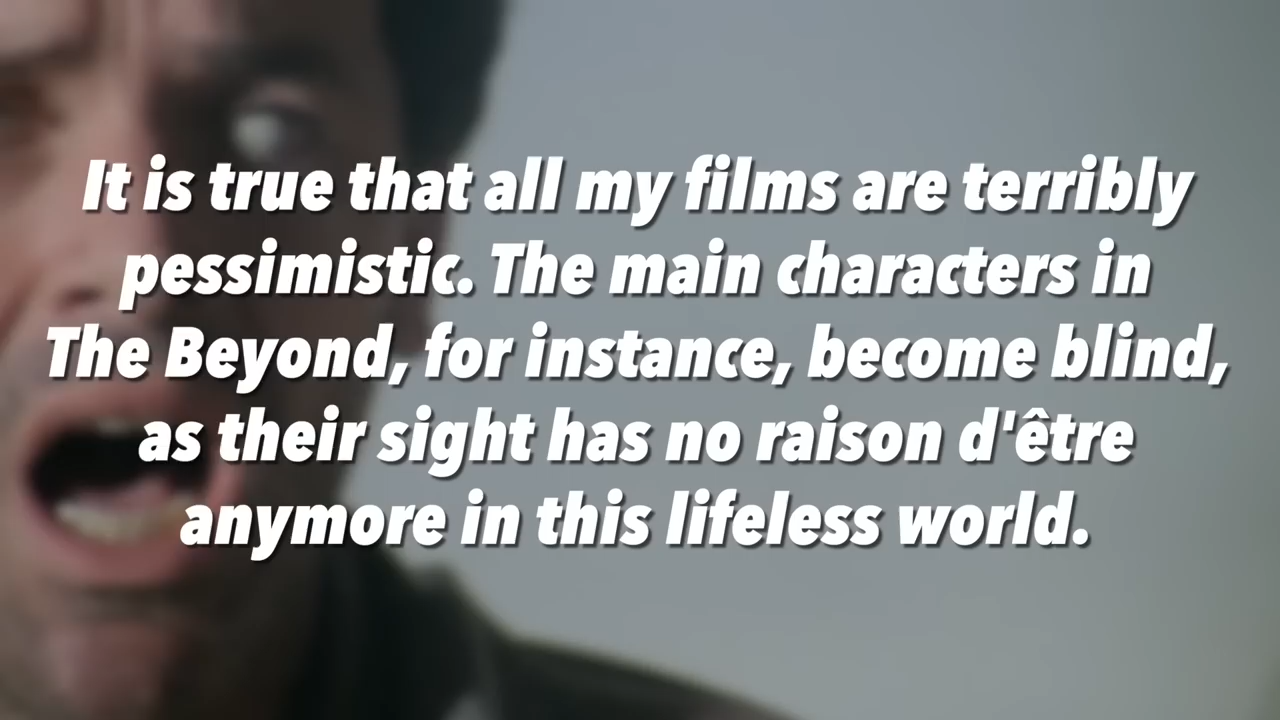 It is true that all my films are terribly
pessimistic. The main characters in
The Beyond, for instance, become blind,
as their sight has no raison d'être
anymore in this lifeless world.